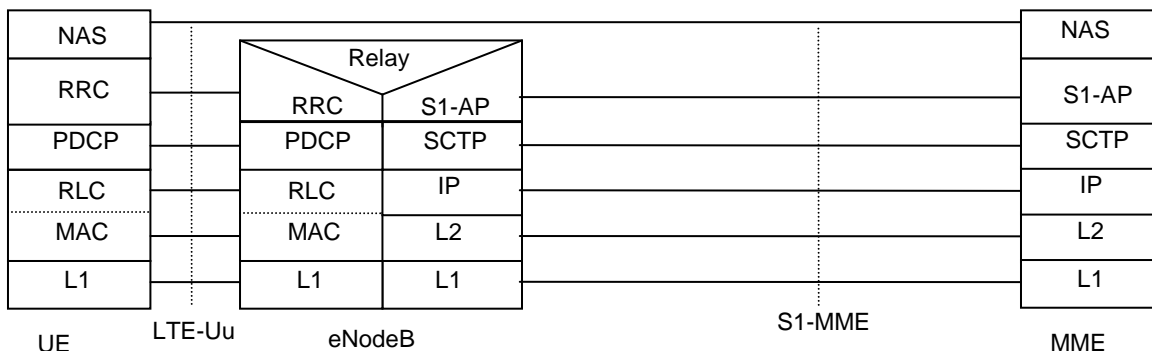 NAS NAS
Relay
RRC RRC S1-AP S1-AP
PDCP PDCP SCTP SCTP
RLC RLC IP IP
MAC MAC L2 L2
L1 L1 L1 L1
UE LTE-Uu eNodeB S1-MME MME